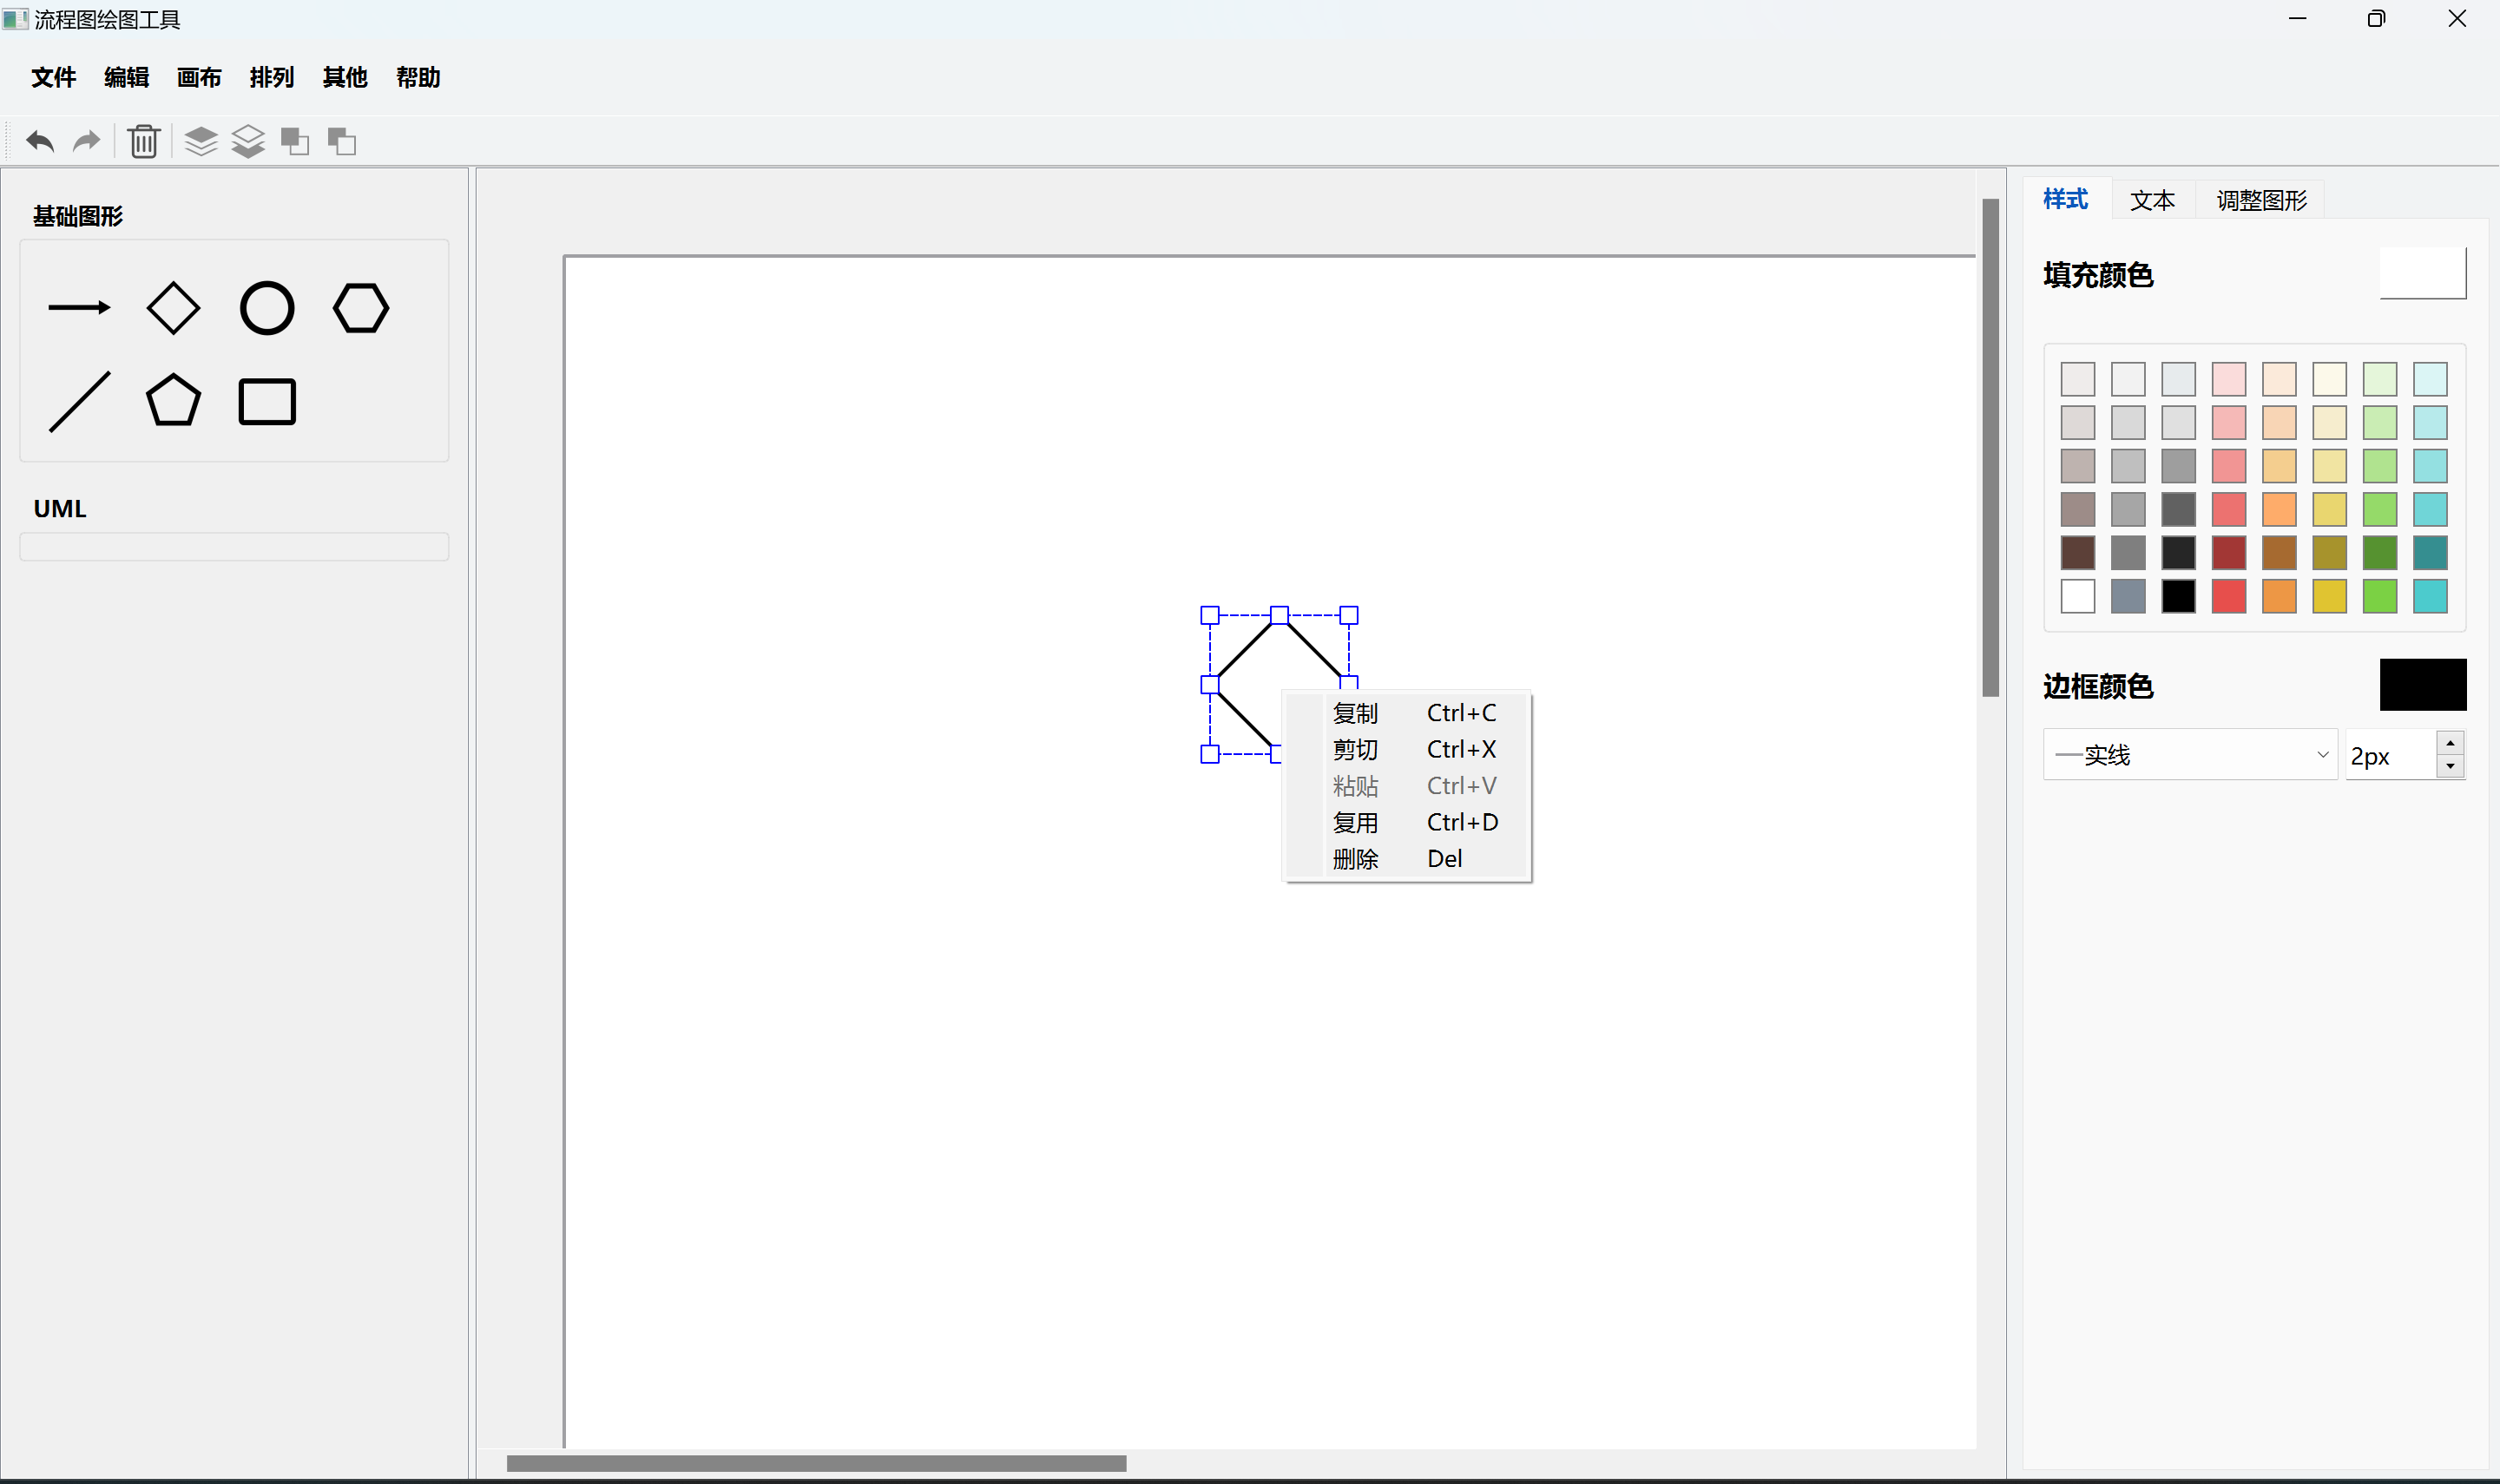 流程图绘图工具
文件 编辑 画布 排列 其他 帮助
基础图形
UML
复制 Ctrl+C
剪切 Ctrl+X
粘贴 Ctrl+V
复用 Ctrl+D
删除 Del
样式 文本 调整图形
填充颜色
边框颜色
实线 2px